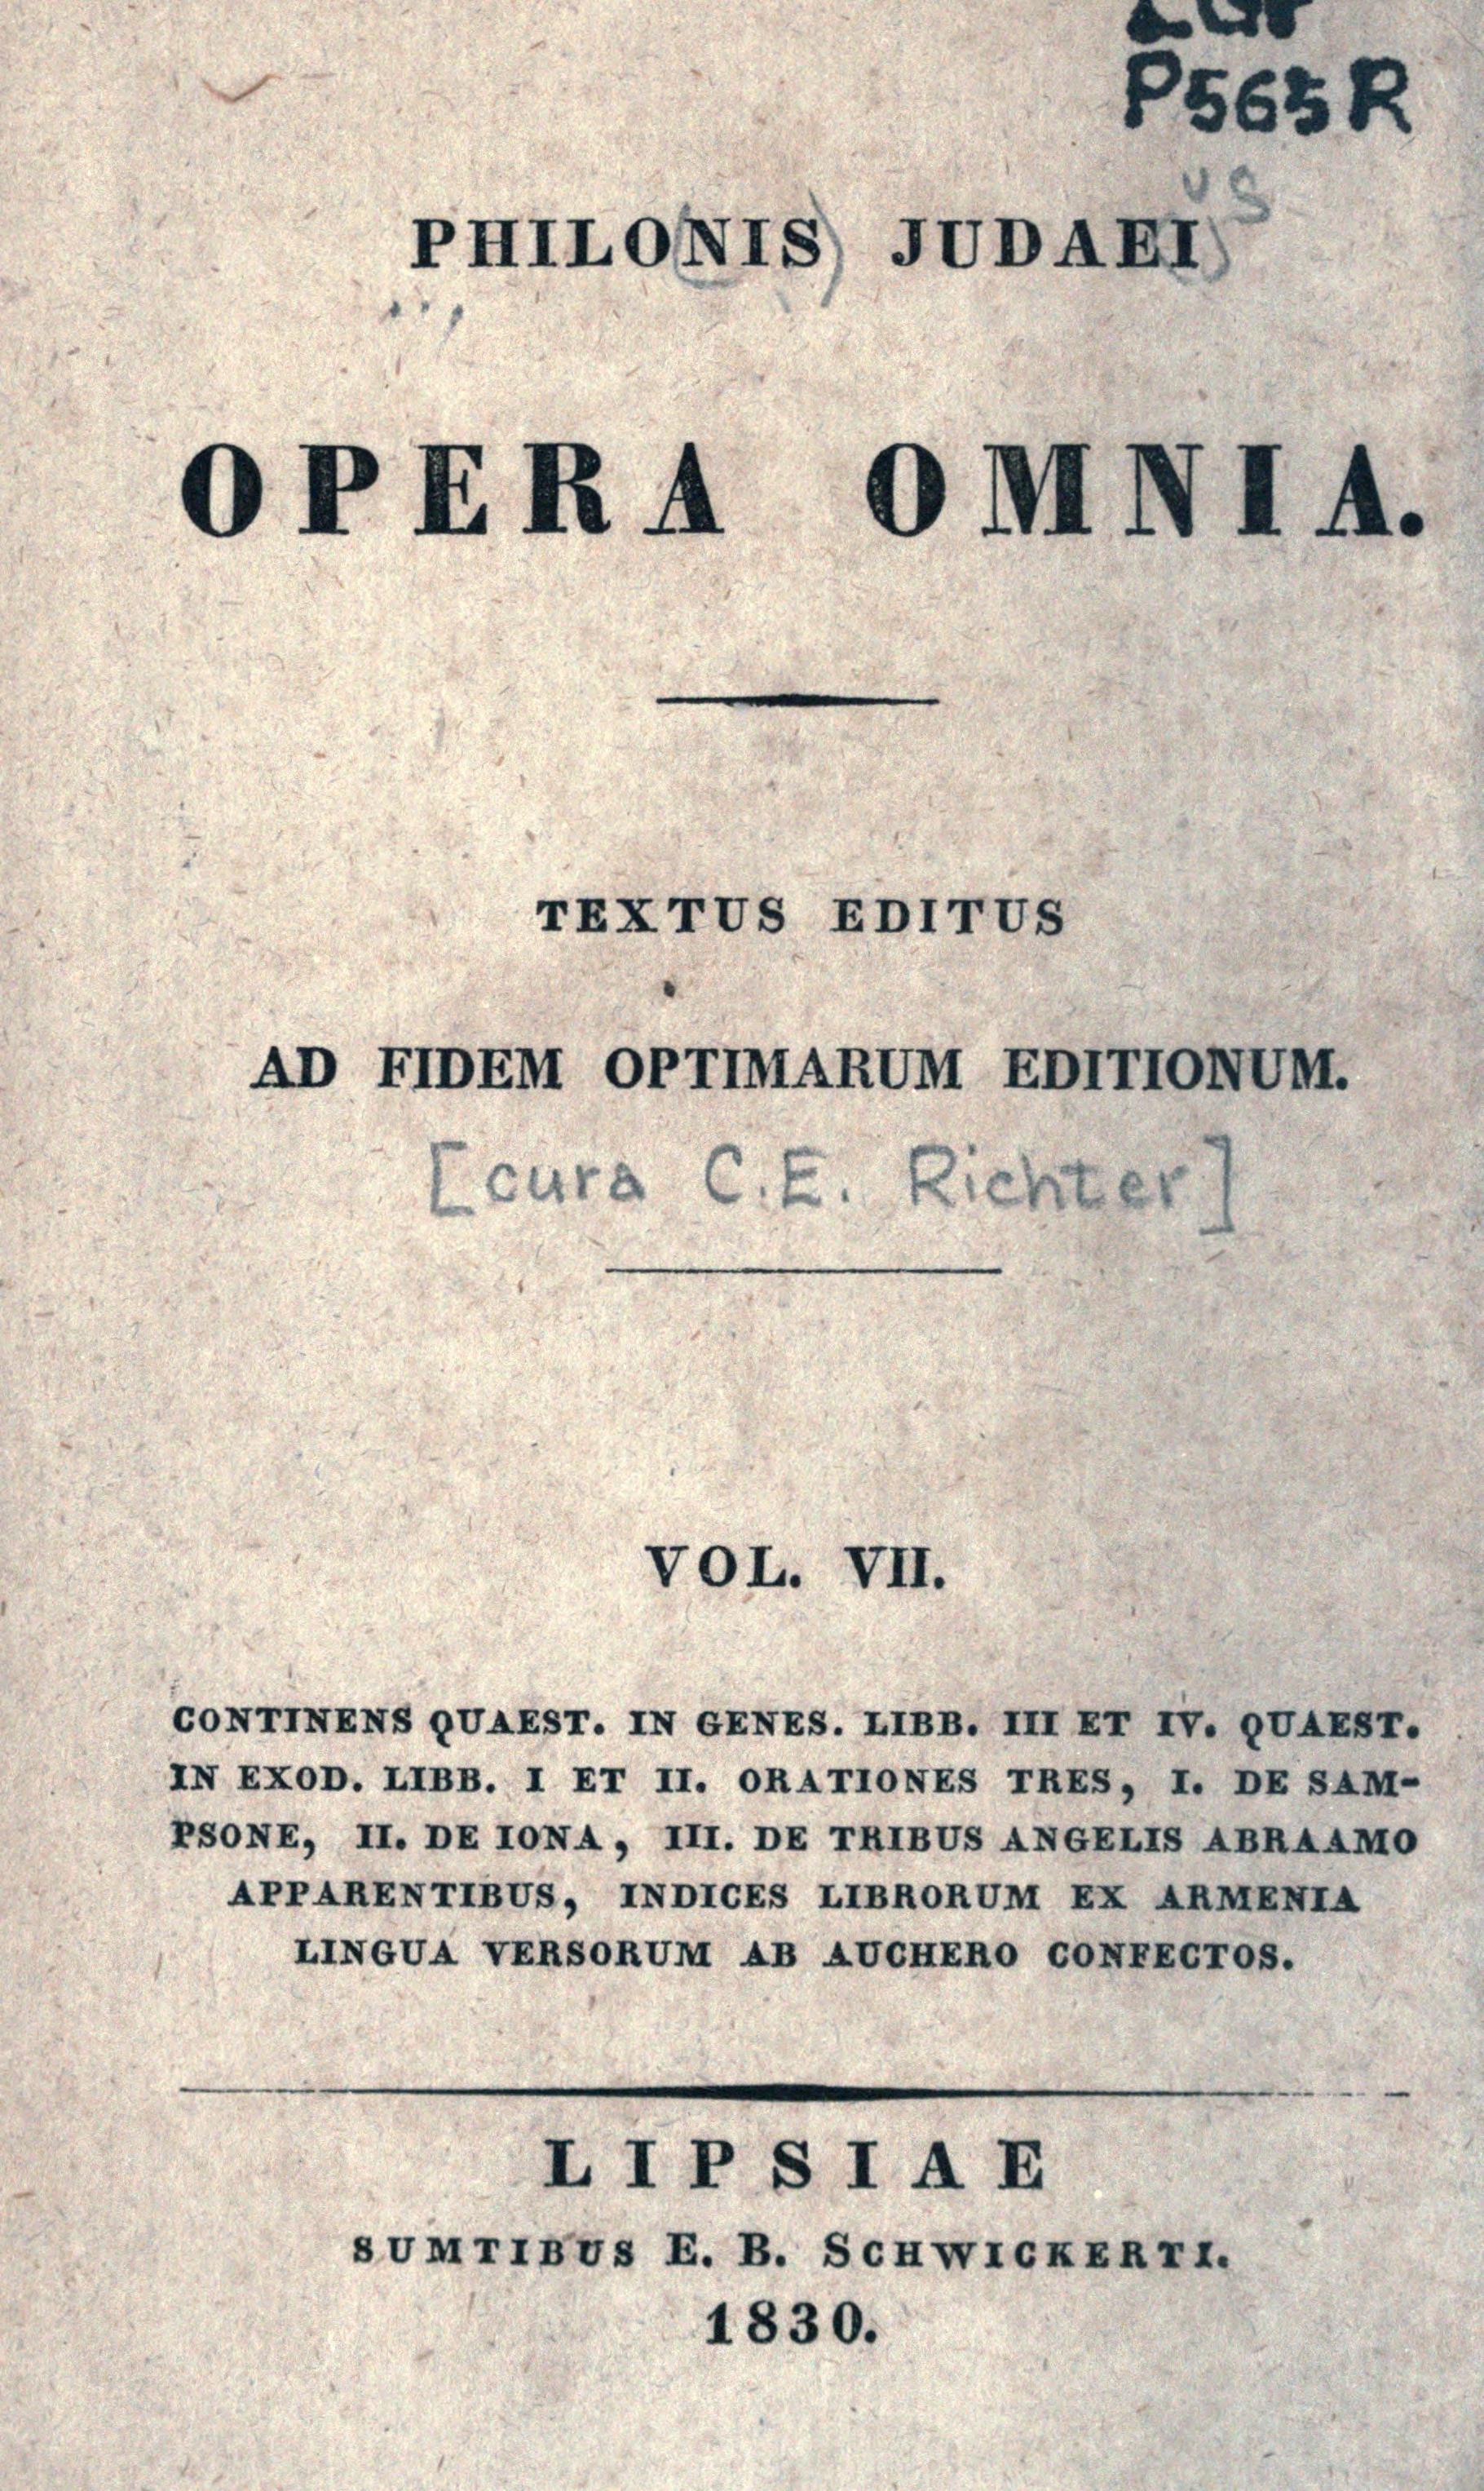 P565R
PHILONIS) JUDAEI)
OPERA OMNIA.
TEXTUS EDITUS
AD FIDEM OPTIMARUM EDITIONUM.
[cura C.E. Richter]
VOL. VII.
CONTINENS QUAEST. IN GENES. LIBB. III ET IV. QUAEST.
IN EXOD. LIBB. I ET II. ORATIONES TRES, I. DE SAM-
PSONE, II. DE IONA, III. DE TRIBUS ANGELIS ABRAAMO
APPARENTIBUS, INDICES LIBRORUM EX ARMENIA
LINGUA VERSORUM AB AUCHERO CONFECTOS.
LIPSIAE
SUMTIBUS E. B. SCHWICKERTI.
1830.